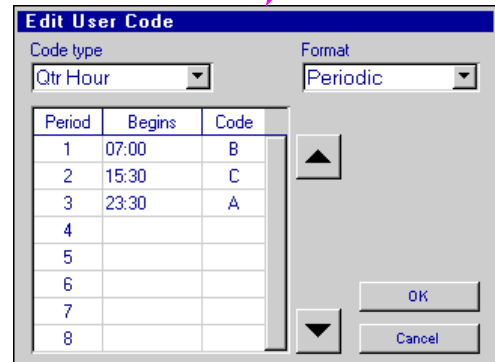 Edit User Code
Code type Format
Qtr Hour Periodic
Period Begins Code
1 07:00 B
2 15:30 C
3 23:30 A
4
5
6
7
8
OK
Cancel